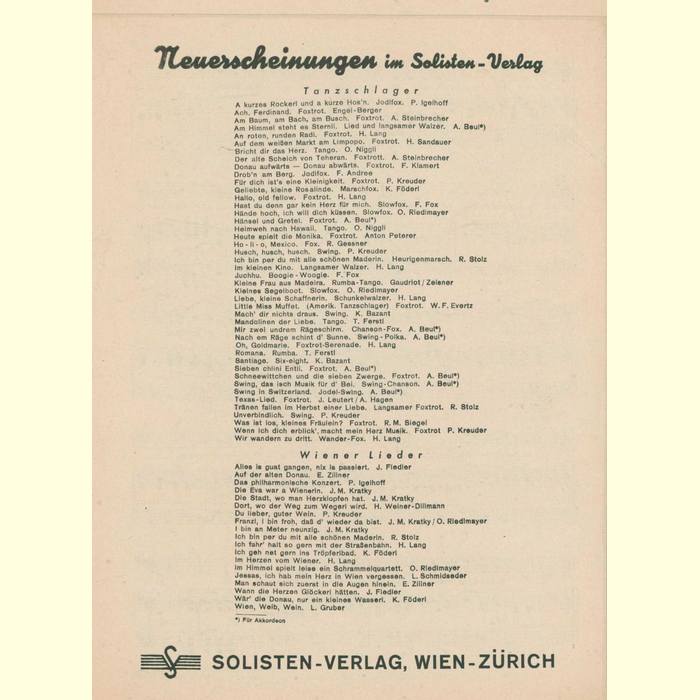 Neuerscheinungen im Solisten-Verlag
Tanzschlager
A kurzes Rockerl und a kurze Hos'n. Jodlfox. P. Igelhoff
Ach, Ferdinand. Foxtrot. Engel-Berger
Am Baum, am Bach, am Busch. Foxtrot. A. Steinbrecher
Am Himmel steht es Sternli. Lied und langsamer Walzer. A. Beul*)
An roten, runden Radi. Foxtrot. H. Lang
Auf dem weißen Markt am Limpopo. Foxtrot. H. Sandauer
Bricht dir das Herz. Tango. O. Niggli
Der alte Scheich von Teheran. Foxtrott. A. Steinbrecher
Donau aufwärts — Donau abwärts. Foxtrot. F. Klamert
Drob'n am Berg. Jodlfox. F. Andree
Für dich ist's eine Kleinigkeit. Foxtrot. P. Kreuder
Geliebte, kleine Rosalinde. Marschfox. K. Föderl
Hallo, old fellow. Foxtrot. H. Lang
Hast du denn gar kein Herz für mich. Slowfox. F. Fox
Hände hoch, ich will dich küssen. Slowfox. O. Riedlmayer
Hänsel und Gretel. Foxtrot. A. Beul*)
Heimweh nach Hawaii. Tango. O. Niggli
Heute spielt die Monika. Foxtrot. Anton Peterer
Ho-li-o, Mexico. Fox. R. Gessner
Husch, husch, husch. Swing. P. Kreuder
Ich bin per du mit alle schönen Maderln. Heurigenmarsch. R. Stolz
Im kleinen Kino. Langsamer Walzer. H. Lang
Juchhu. Boogie-Woogie. F. Fox
Kleine Frau aus Madeira. Rumba-Tango. Gaudriot/Zelsner
Kleines Segelboot. Slowfox. O. Riedlmayer
Liebe, kleine Schaffnerin. Schunkelwalzer. H. Lang
Little Miss Muffet. (Amerik. Tanzschlager) Foxtrot. W. F. Evertz
Mach' dir nichts draus. Swing. K. Bazant
Mandolinen der Liebe. Tango. T. Ferstl
Mir zwei undrem Rägeschirm. Chanson-Fox. A. Beul*)
Nach em Räge schint d' Sunne. Swing-Polka. A. Beul*)
Oh, Goldmarie. Foxtrot-Serenade. H. Lang
Romana. Rumba. T. Ferstl
Santiago. Six-eight. K. Bazant
Sieben chlini Entli. Foxtrot. A. Beul*)
Schneewittchen und die sieben Zwerge. Foxtrot. A. Beul*)
Swing, das isch Musik für d' Bei. Swing-Chanson. A. Beul*)
Swing in Switzerland. Jodel-Swing. A. Beul*)
Texas-Lied. Foxtrot. J. Leutert/A. Hagen
Tränen fallen im Herbst einer Liebe. Langsamer Foxtrot. R. Stolz
Unverbindlich. Swing. P. Kreuder
Was ist los, kleines Fräulein? Foxtrot. R. M. Siegel
Wenn ich dich erblick', macht mein Herz Musik. Foxtrot P. Kreuder
Wir wandern zu dritt. Wander-Fox. H. Lang
Wiener Lieder
Alles is guat gangen, nix is passiert. J. Fiedler
Auf der alten Donau. E. Zillner
Das philharmonische Konzert. P. Igelhoff
Die Eva war a Wienerin. J. M. Kratky
Die Stadt, wo man Herzklopfen hat. J. M. Kratky
Dort, wo der Weg zum Wegerl wird. H. Weiner-Dillmann
Du lieber, guter Wein. P. Kreuder
Franzl, i bin froh, daß d' wieder da bist. J. M. Kratky/O. Riedlmayer
I bin an Meter neunzig. J. M. Kratky
Ich bin per du mit alle schönen Maderln. R. Stolz
Ich fahr' halt so gern mit der Straßenbahn. H. Lang
Ich geh net gern ins Tröpferlbad. K. Föderl
Im Herzen vom Wiener. H. Lang
Im Himmel spielt leise ein Schrammelquartett. O. Riedlmayer
Jessas, ich hab mein Herz in Wien vergessen. L. Schmidseder
Man schaut sich zuerst in die Augen hinein. E. Zillner
Wann die Herzen Glöckerl hätten. J. Fiedler
Wär' die Donau, nur ein kleines Wasserl. K. Föderl
Wien, Weib, Wein. L. Gruber
*) Für Akkordeon
SOLISTEN-VERLAG, WIEN-ZÜRICH